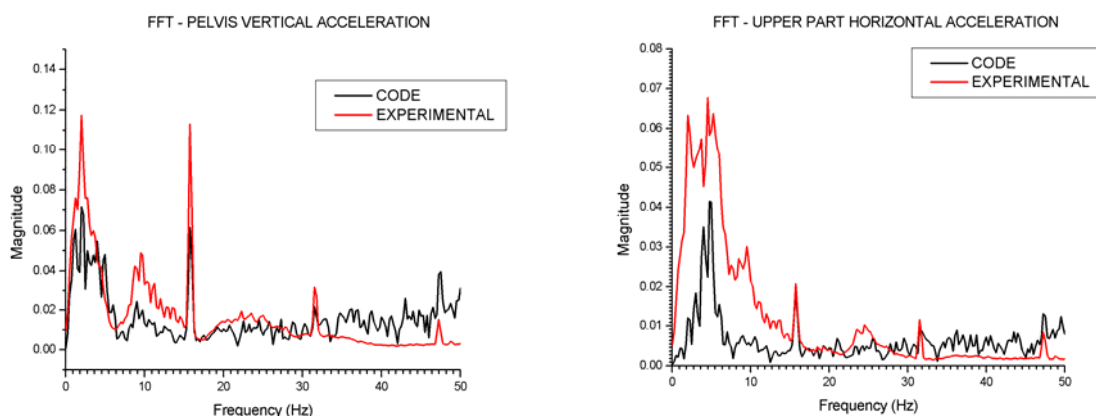 FFT - PELVIS VERTICAL ACCELERATION
0.14
0.12
0.10
0.08
0.06
0.04
0.02
0.00
Magnitude
CODE
EXPERIMENTAL
0 10 20 30 40 50
Frequency (Hz)
FFT - UPPER PART HORIZONTAL ACCELERATION
0.08
0.07
0.06
0.05
0.04
0.03
0.02
0.01
0.00
Magnitude
CODE
EXPERIMENTAL
0 10 20 30 40 50
Frequency (Hz)